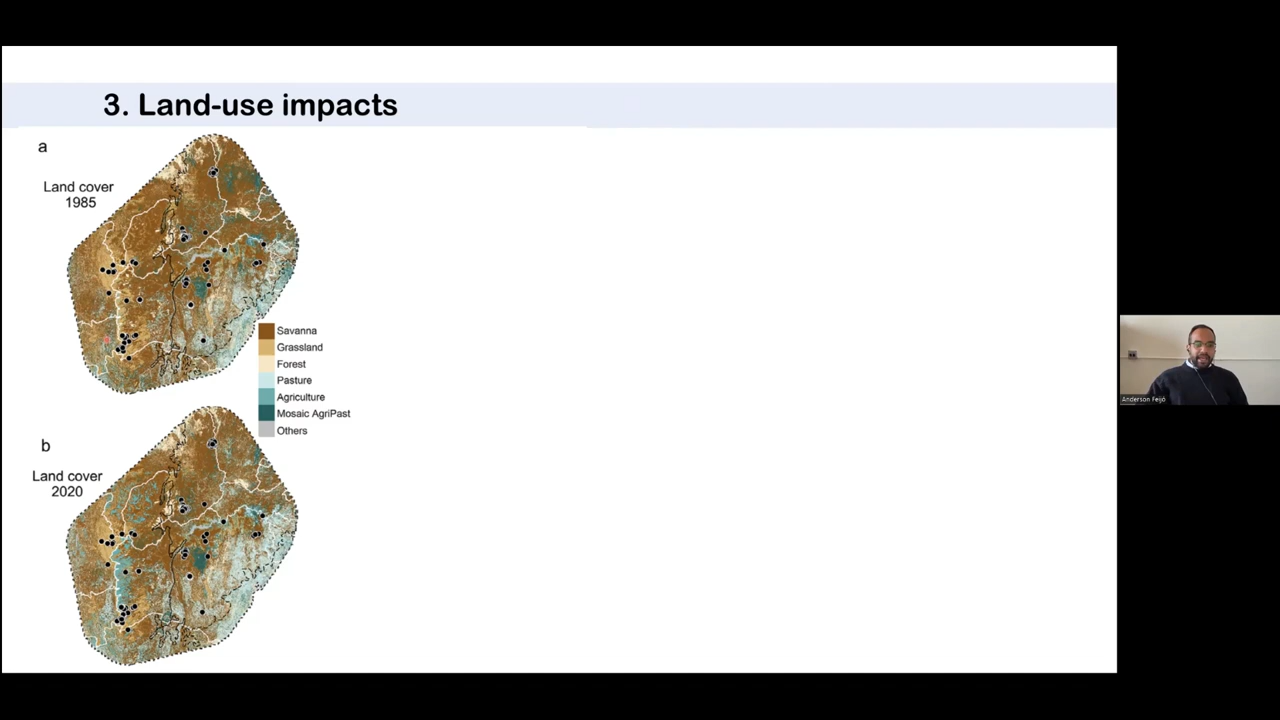 3. Land-use impacts
a
Land cover
1985
Savanna
Grassland
Forest
Pasture
Agriculture
Mosaic AgriPast
Others
b
Land cover
2020
Anderson Feijó